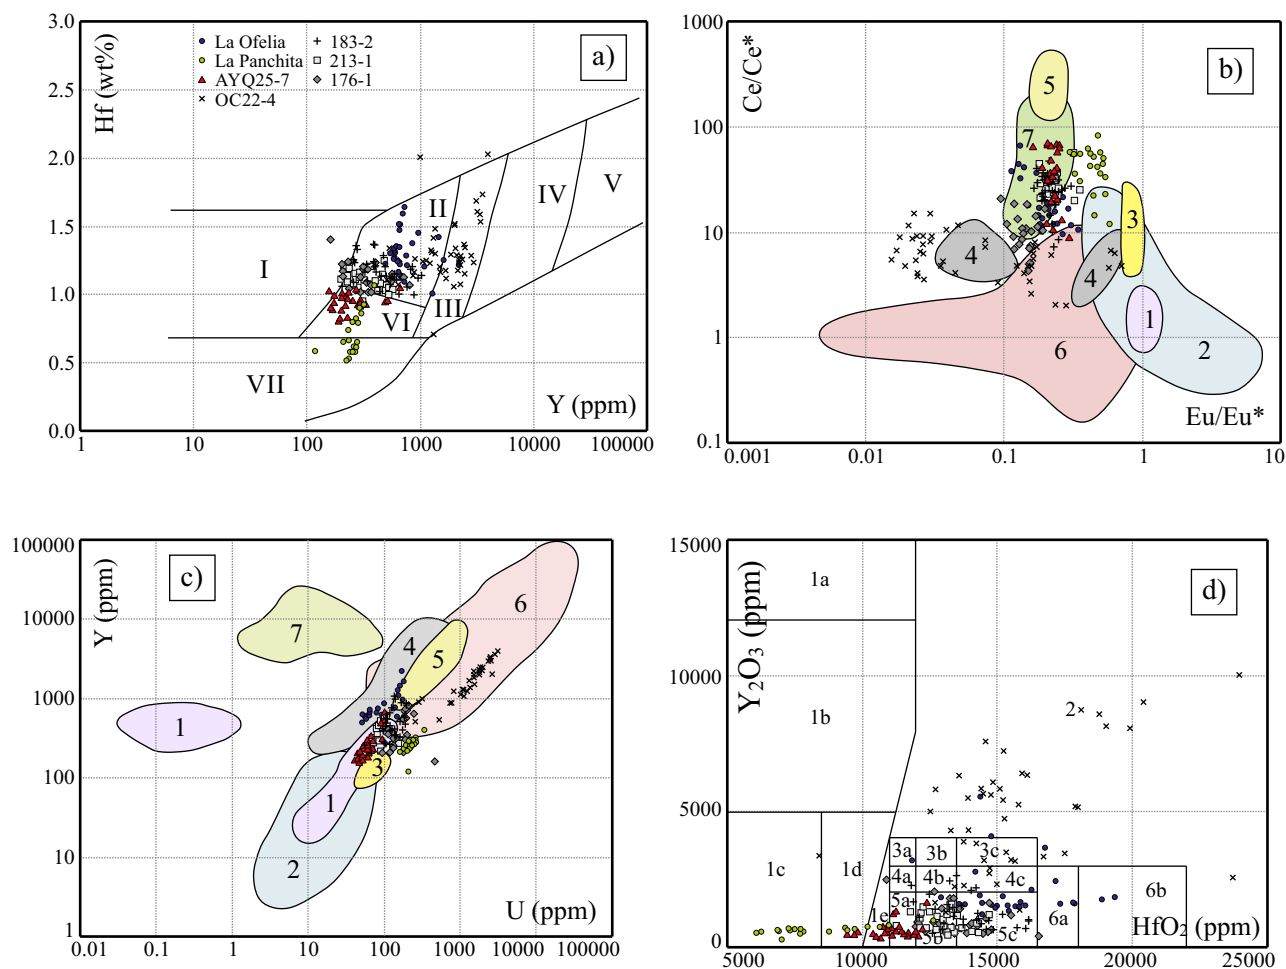 3.0
2.5
2.0
1.5
1.0
0.5
0.0
Hf (wt%)
La Ofelia
La Panchita
AYQ25-7
OC22-4
183-2
213-1
176-1
a)
I
II
III
IV
V
VI
VII
Y (ppm)
1 10 100 1000 10000 100000
1000
100
10
1
0.1
Ce/Ce*
b)
5
7
3
4
4
1
6
2
Eu/Eu*
0.001 0.01 0.1 1 10
100000
10000
1000
100
10
1
Y (ppm)
c)
7
6
4
5
1
3
1
2
U (ppm)
0.01 0.1 1 10 100 1000 10000
15000
10000
5000
0
Y₂O₃ (ppm)
d)
1a
1b
2
1c 1d
3a 3b 3c
4a 4b 4c
5a
6b
1e
6a
5b 5c
HfO₂ (ppm)
5000 10000 15000 20000 25000